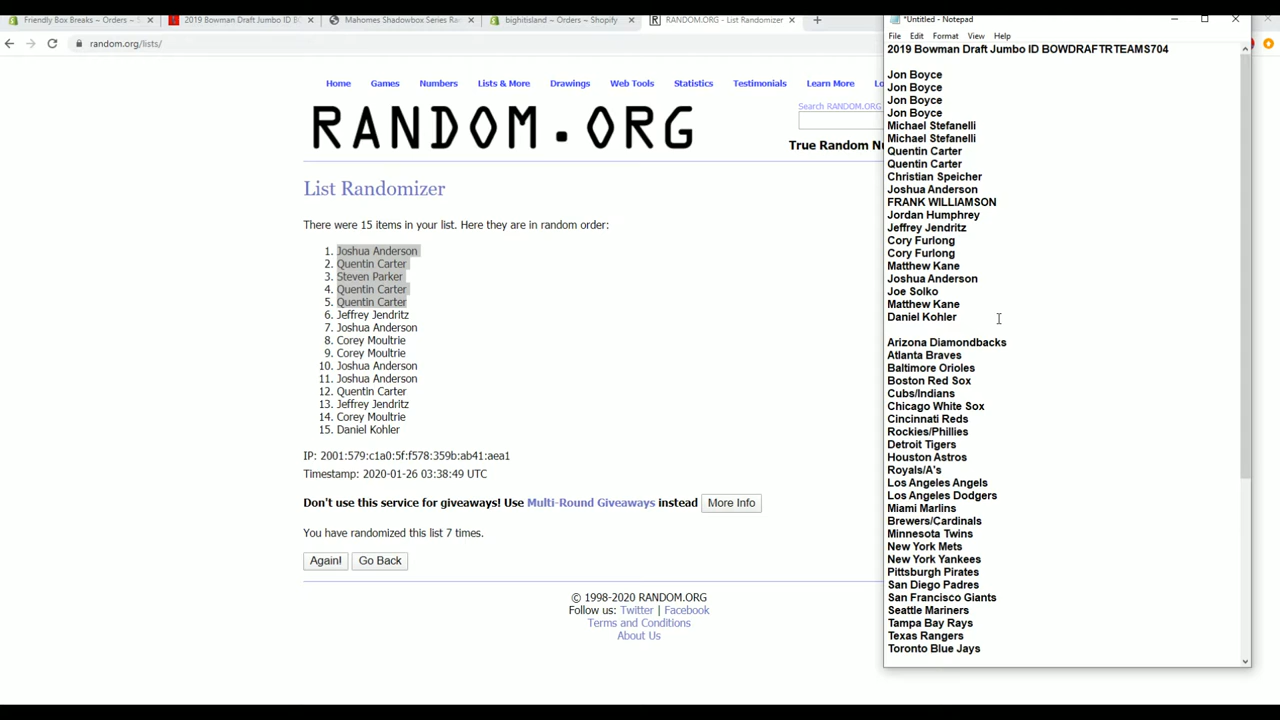 Friendly Box Breaks ~ Orders ~ S
2019 Bowman Draft Jumbo ID BO
Mahomes Shadowbox Series Ra
bighitisland ~ Orders ~ Shopify
RANDOM.ORG - List Randomizer
random.org/lists/
Home
Games
Numbers
Lists & More
Drawings
Web Tools
Statistics
Testimonials
Learn More
Search RANDOM.ORG
RANDOM.ORG
True Random Nu
List Randomizer
There were 15 items in your list. Here they are in random order:
1. Joshua Anderson
2. Quentin Carter
3. Steven Parker
4. Quentin Carter
5. Quentin Carter
6. Jeffrey Jendritz
7. Joshua Anderson
8. Corey Moultrie
9. Corey Moultrie
10. Joshua Anderson
11. Joshua Anderson
12. Quentin Carter
13. Jeffrey Jendritz
14. Corey Moultrie
15. Daniel Kohler
IP: 2001:579:c1a0:5f:f578:359b:ab41:aea1
Timestamp: 2020-01-26 03:38:49 UTC
Don't use this service for giveaways! Use Multi-Round Giveaways instead More Info
You have randomized this list 7 times.
Again! Go Back
© 1998-2020 RANDOM.ORG
Follow us: Twitter | Facebook
Terms and Conditions
About Us
*Untitled - Notepad
File Edit Format View Help
2019 Bowman Draft Jumbo ID BOWDRAFTRTEAMS704
Jon Boyce
Jon Boyce
Jon Boyce
Jon Boyce
Michael Stefanelli
Michael Stefanelli
Quentin Carter
Quentin Carter
Christian Speicher
Joshua Anderson
FRANK WILLIAMSON
Jordan Humphrey
Jeffrey Jendritz
Cory Furlong
Cory Furlong
Matthew Kane
Joshua Anderson
Joe Solko
Matthew Kane
Daniel Kohler
Arizona Diamondbacks
Atlanta Braves
Baltimore Orioles
Boston Red Sox
Cubs/Indians
Chicago White Sox
Cincinnati Reds
Rockies/Phillies
Detroit Tigers
Houston Astros
Royals/A's
Los Angeles Angels
Los Angeles Dodgers
Miami Marlins
Brewers/Cardinals
Minnesota Twins
New York Mets
New York Yankees
Pittsburgh Pirates
San Diego Padres
San Francisco Giants
Seattle Mariners
Tampa Bay Rays
Texas Rangers
Toronto Blue Jays